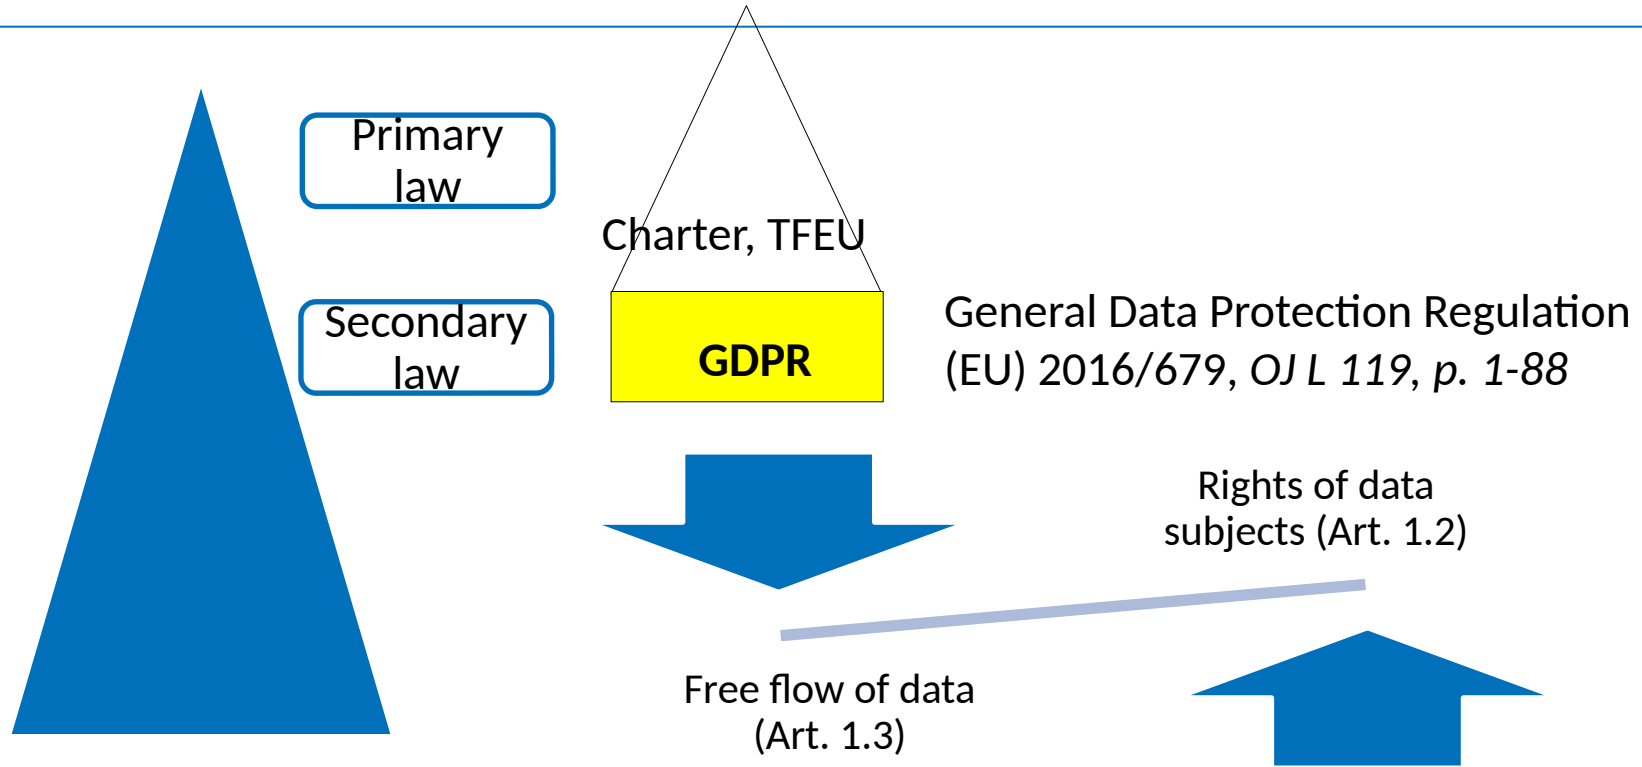 Primary
law
Charter, TFEU
Secondary
law
GDPR
General Data Protection Regulation
(EU) 2016/679, OJ L 119, p. 1-88
Rights of data
subjects (Art. 1.2)
Free flow of data
(Art. 1.3)